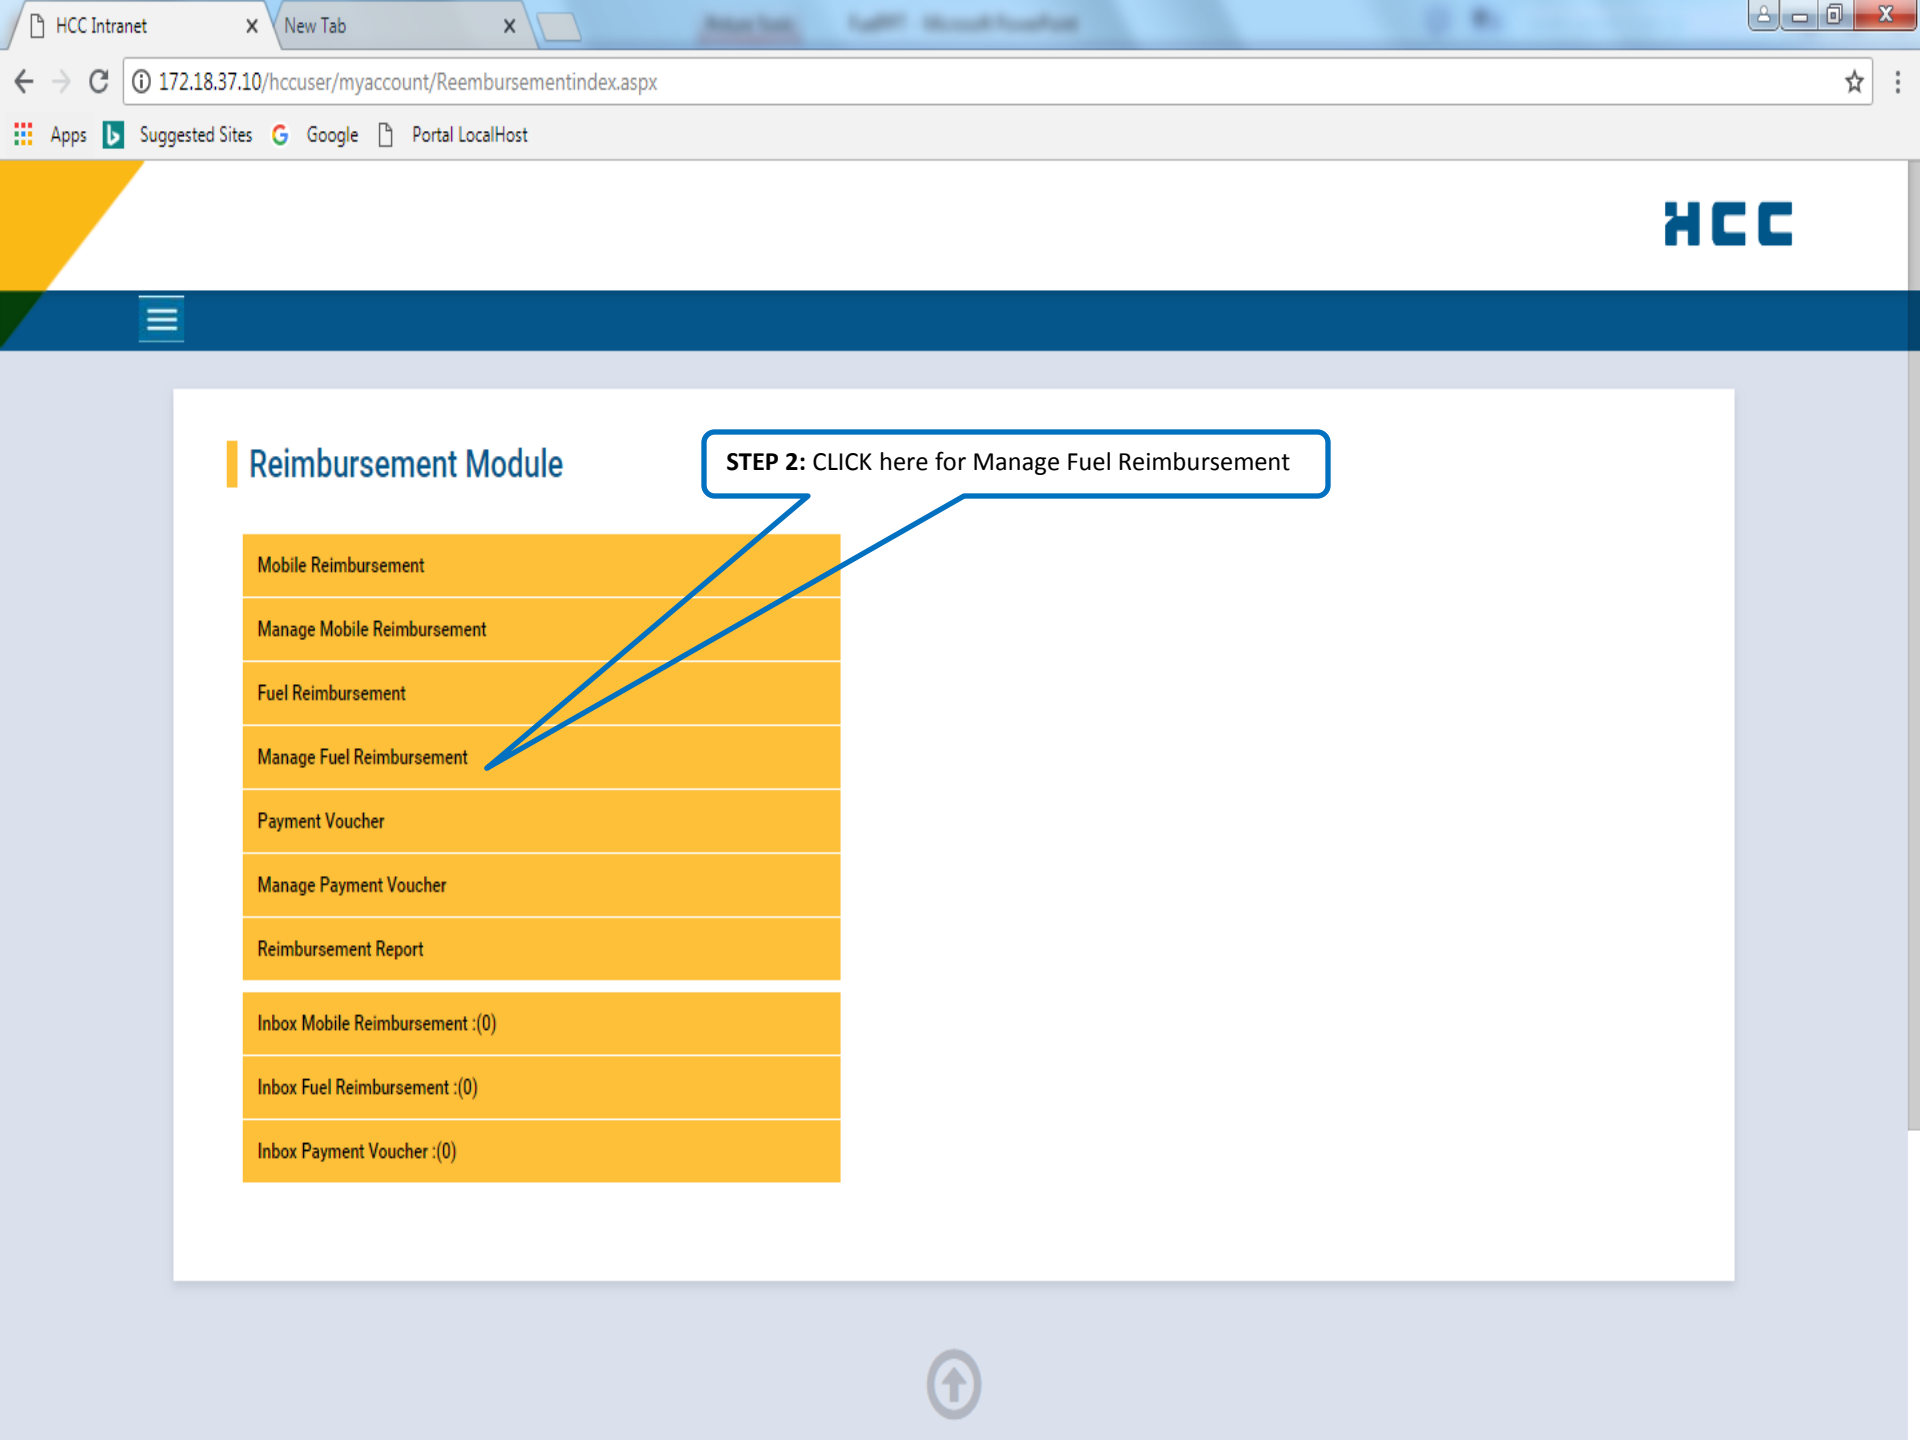 HCC Intranet
New Tab
172.18.37.10/hccuser/myaccount/Reembursementindex.aspx
Apps
Suggested Sites
Google
Portal LocalHost
HCC
Reimbursement Module
STEP 2: CLICK here for Manage Fuel Reimbursement
Mobile Reimbursement
Manage Mobile Reimbursement
Fuel Reimbursement
Manage Fuel Reimbursement
Payment Voucher
Manage Payment Voucher
Reimbursement Report
Inbox Mobile Reimbursement :(0)
Inbox Fuel Reimbursement :(0)
Inbox Payment Voucher :(0)